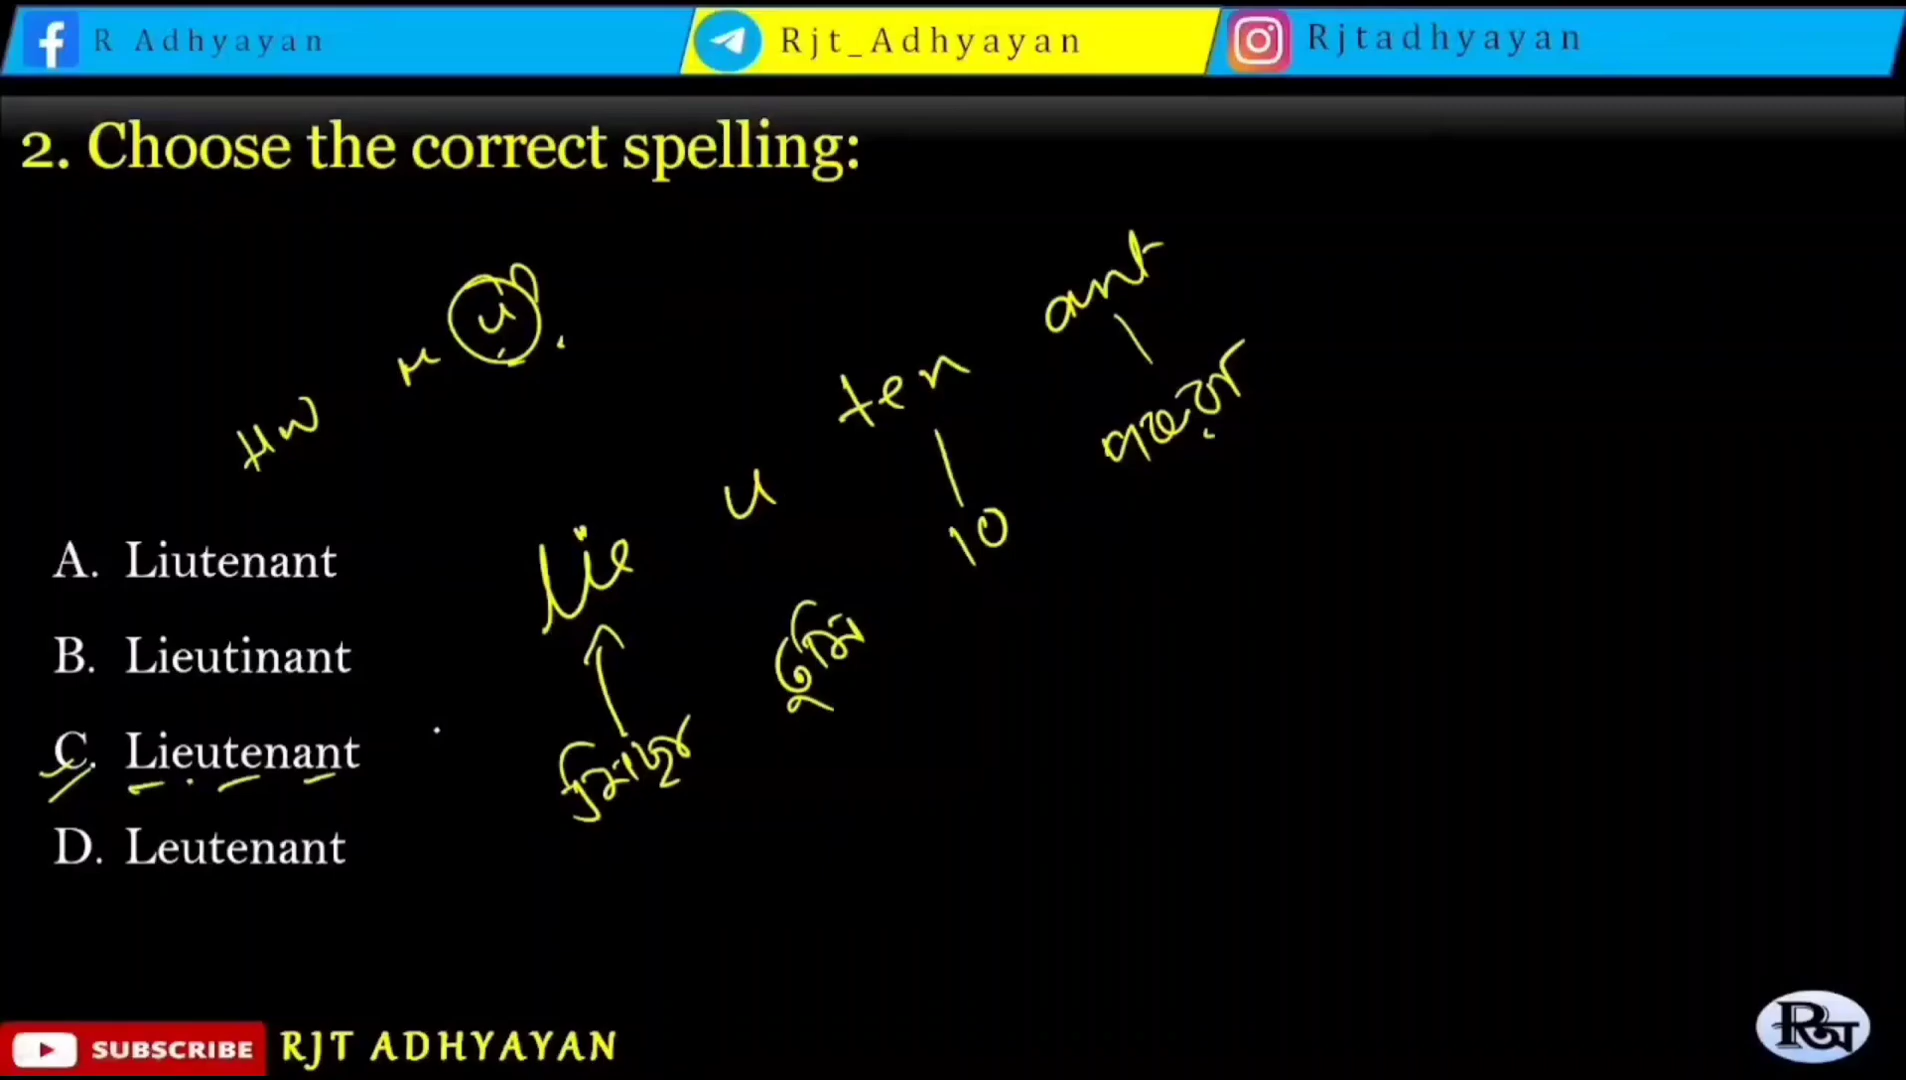 R Adhyayan
Rjt_Adhyayan
Rjtadhyayan
2. Choose the correct spelling:
HW
u
lie u ten ant
10
A. Liutenant
B. Lieutinant
C. Lieutenant
D. Leutenant
SUBSCRIBE RJT ADHYAYAN